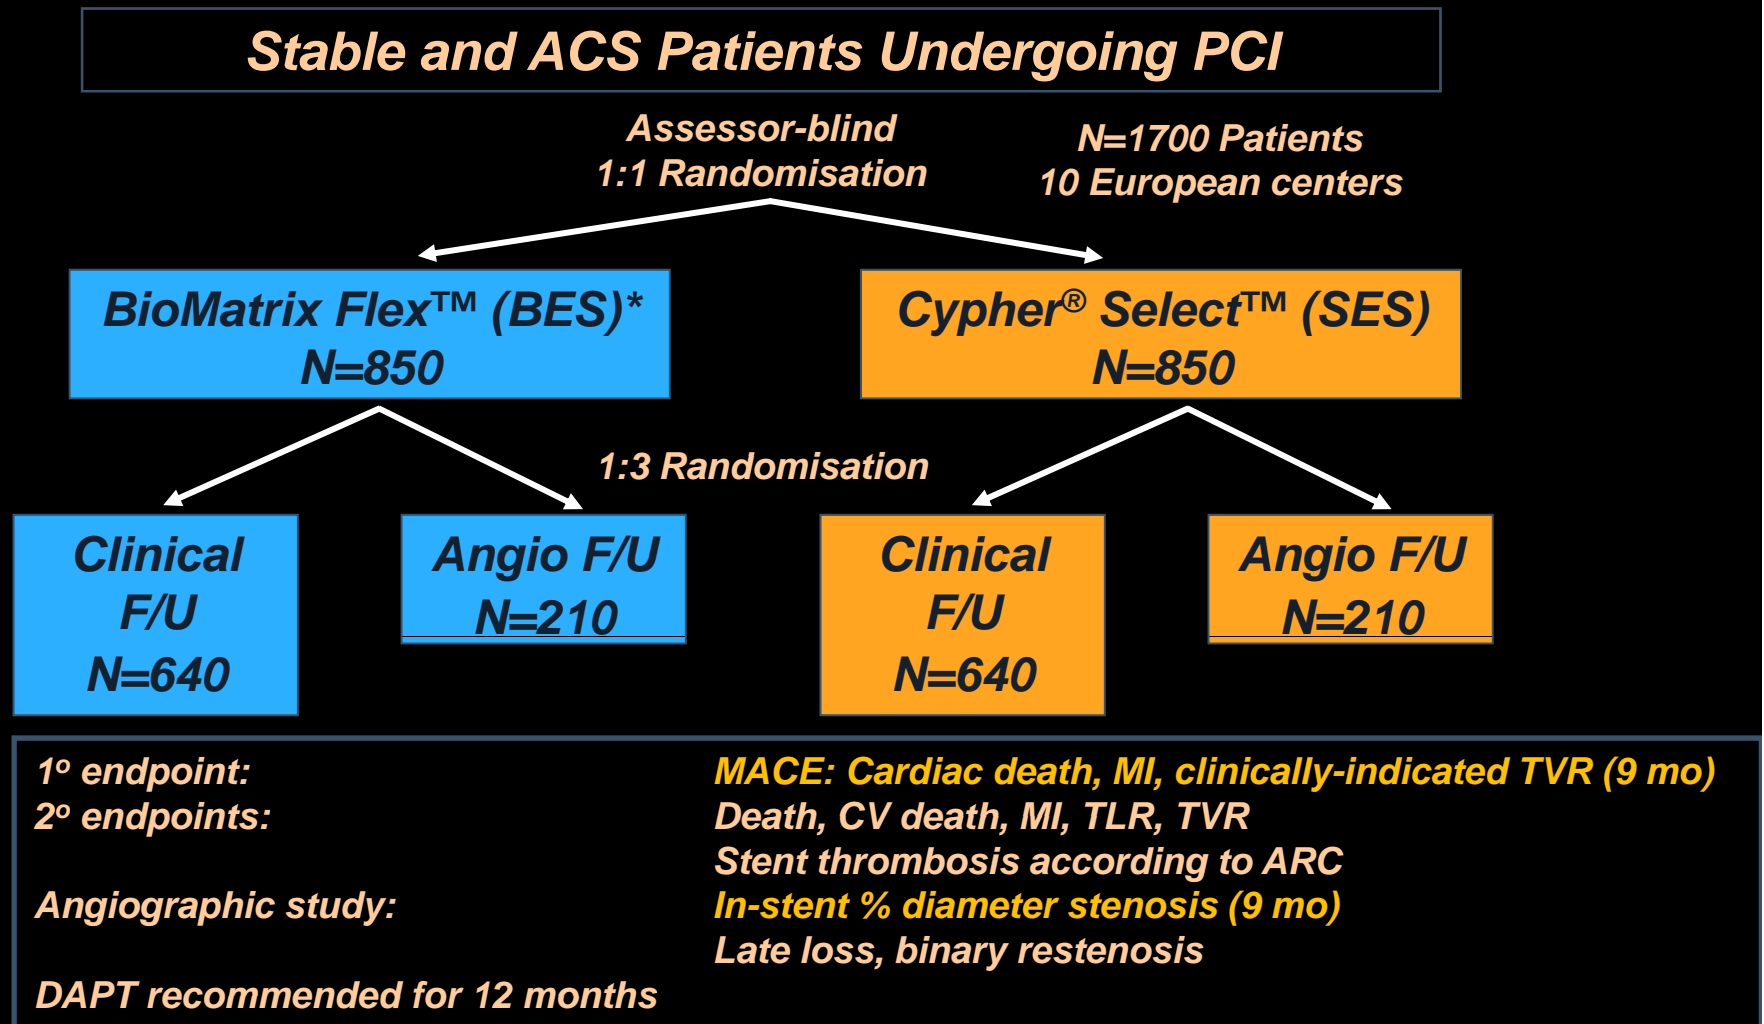 Stable and ACS Patients Undergoing PCI
Assessor-blind
1:1 Randomisation
N=1700 Patients
10 European centers
BioMatrix Flex™ (BES)*
N=850
Cypher® Select™ (SES)
N=850
1:3 Randomisation
Clinical
F/U
N=640
Angio F/U
N=210
Clinical
F/U
N=640
Angio F/U
N=210
1º endpoint: MACE: Cardiac death, MI, clinically-indicated TVR (9 mo)
2º endpoints: Death, CV death, MI, TLR, TVR
Stent thrombosis according to ARC
Angiographic study: In-stent % diameter stenosis (9 mo)
Late loss, binary restenosis
DAPT recommended for 12 months